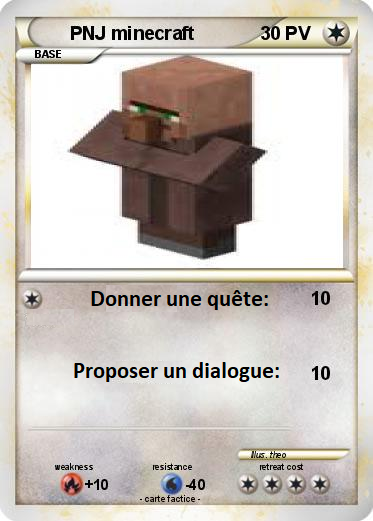 PNJ minecraft 30 PV
BASE
Donner une quête: 10
Proposer un dialogue: 10
Illus. theo
weakness resistance retreat cost
+10 -40
- carte factice -